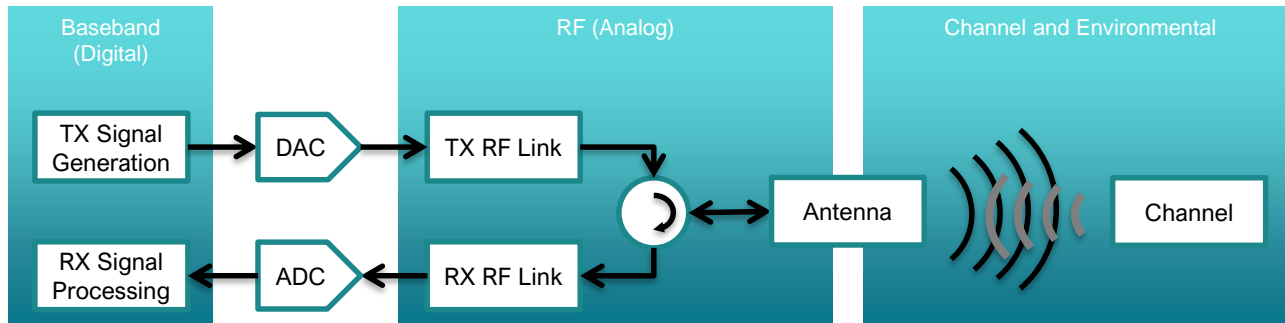 Baseband
(Digital)
RF (Analog)
Channel and Environmental
TX Signal
Generation
DAC
TX RF Link
Antenna
Channel
RX Signal
Processing
ADC
RX RF Link